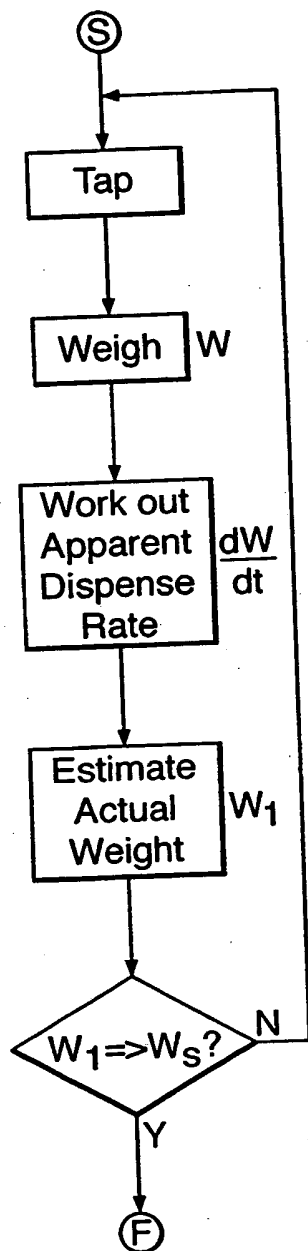 S
Tap
Weigh W
Work out
Apparent
Dispense
Rate
dW
dt
Estimate
Actual
Weight
W₁
W₁=>Wₛ?
N
Y
F